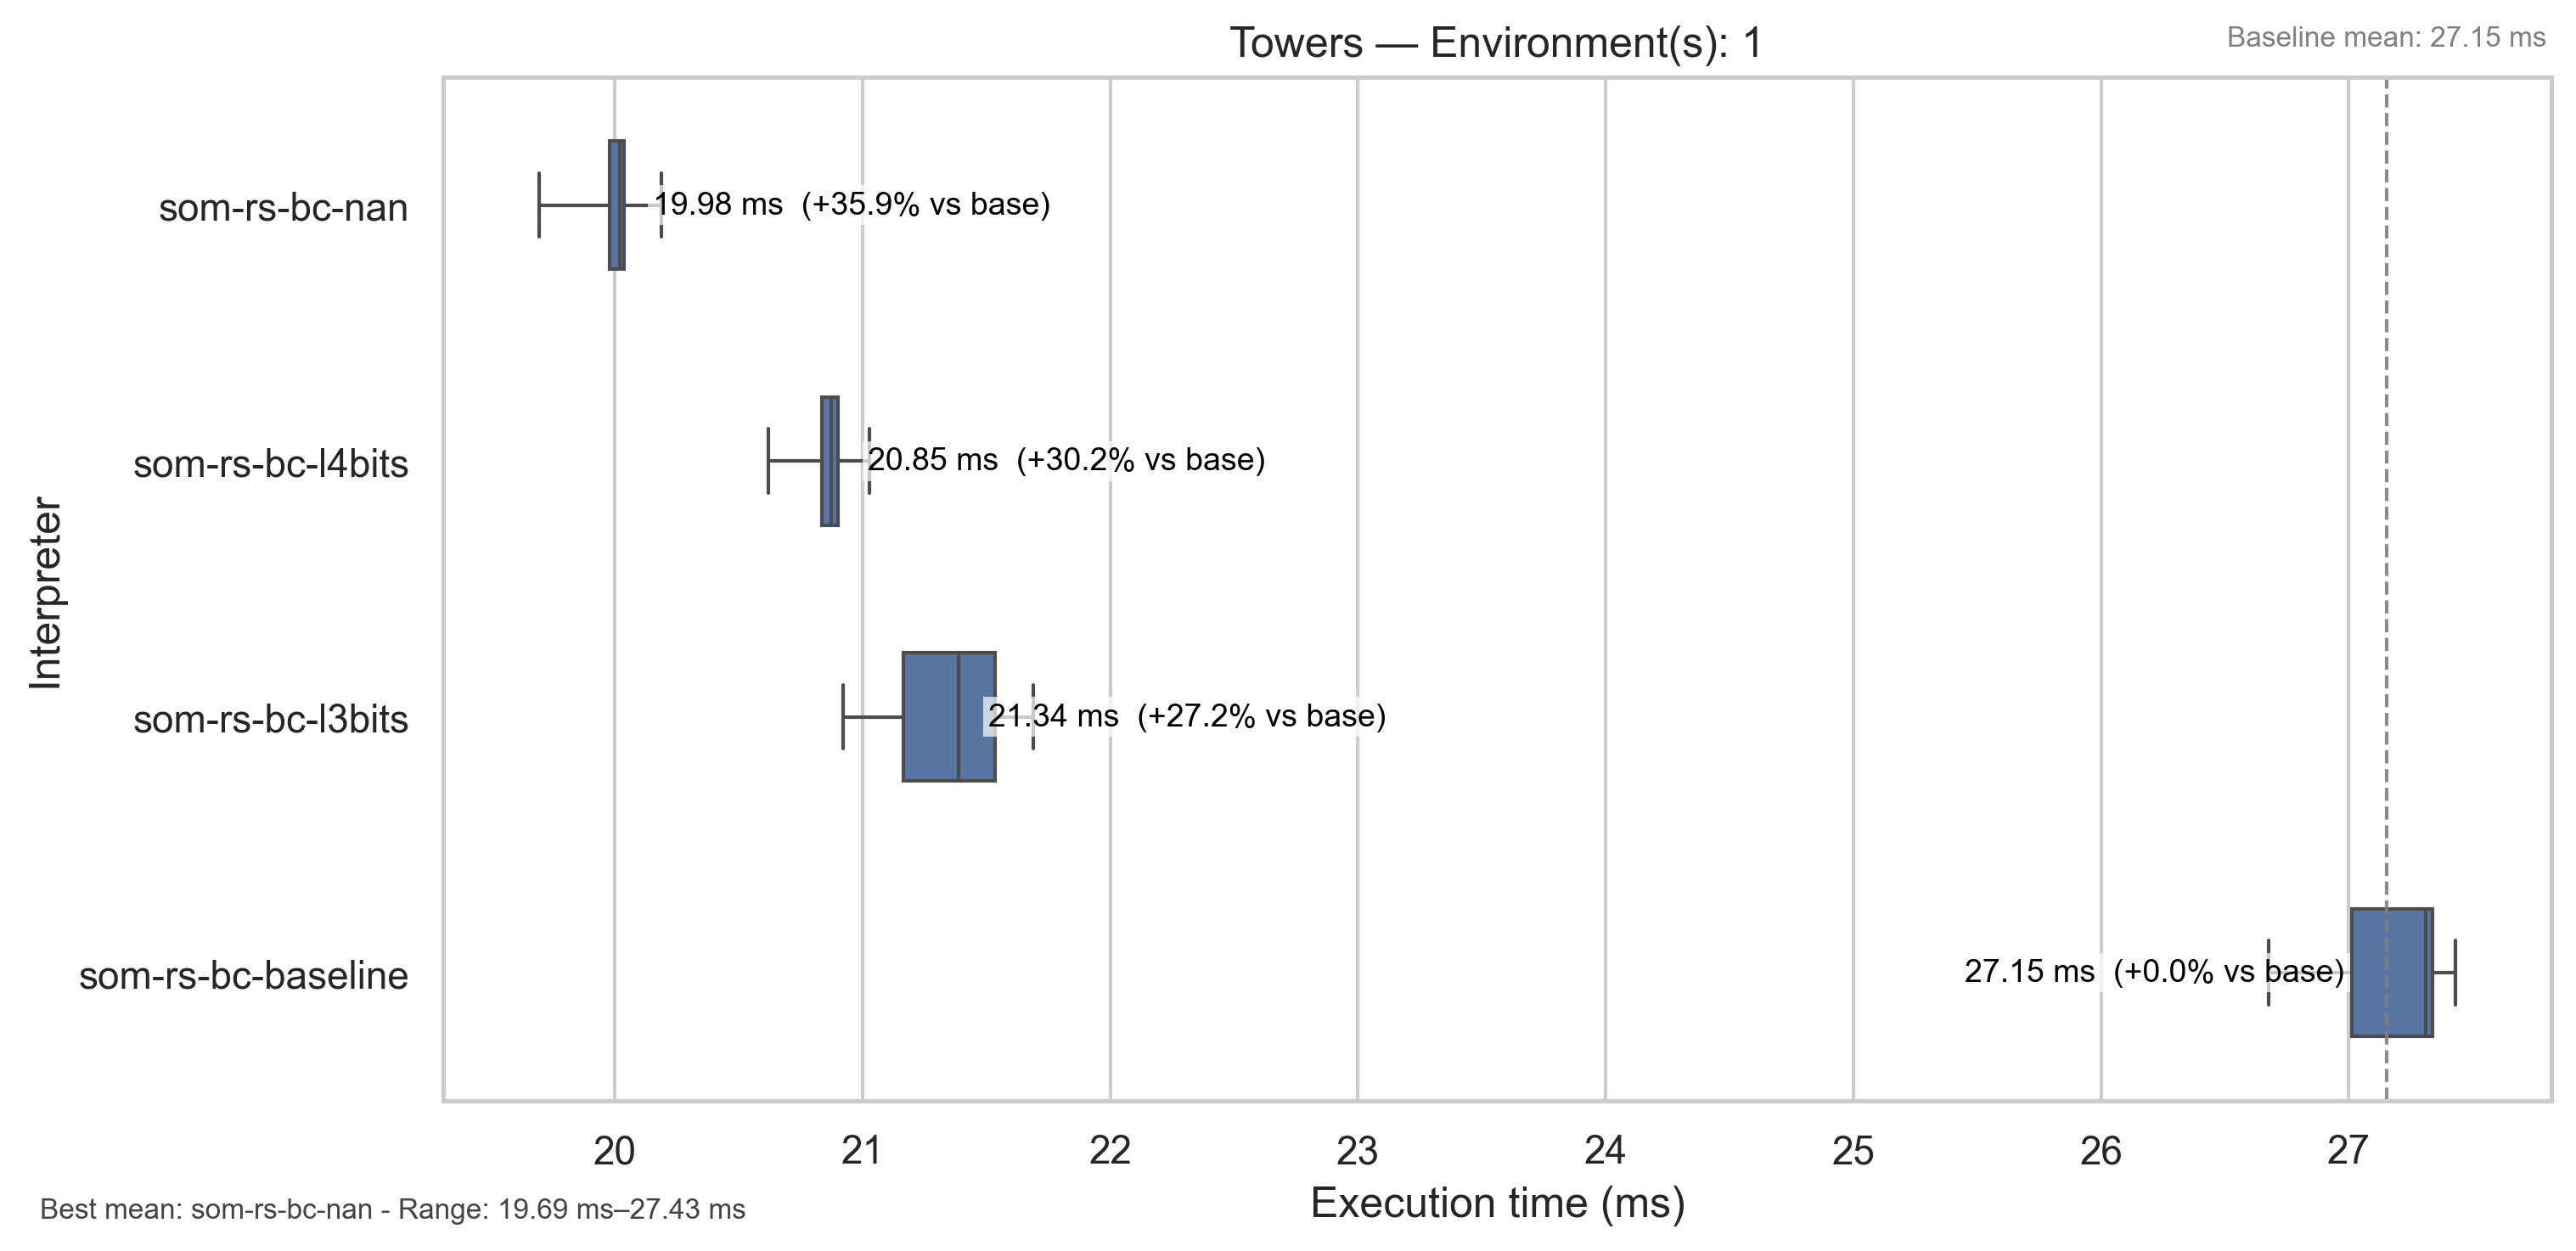 Towers — Environment(s): 1
Baseline mean: 27.15 ms
Interpreter
som-rs-bc-nan
19.98 ms (+35.9% vs base)
som-rs-bc-l4bits
20.85 ms (+30.2% vs base)
som-rs-bc-l3bits
21.34 ms (+27.2% vs base)
som-rs-bc-baseline
27.15 ms (+0.0% vs base)
20 21 22 23 24 25 26 27
Execution time (ms)
Best mean: som-rs-bc-nan - Range: 19.69 ms–27.43 ms